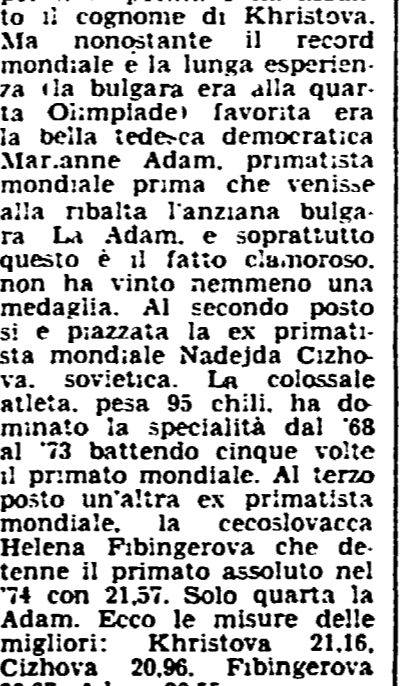 to il cognome di Khristova.
Ma nonostante il record
mondiale e la lunga esperien-
za (la bulgara era alla quar-
ta Olimpiade) favorita era
la bella tedesca democratica
Marianne Adam, primatista
mondiale prima che venisse
alla ribalta l'anziana bulga-
ra La Adam, e soprattutto
questo è il fatto clamoroso,
non ha vinto nemmeno una
medaglia. Al secondo posto
si e piazzata la ex primati-
sta mondiale Nadejda Cizho-
va, sovietica. La colossale
atleta, pesa 95 chili, ha do-
minato la specialità dal '68
al '73 battendo cinque volte
il primato mondiale. Al terzo
posto un'altra ex primatista
mondiale, la cecoslovacca
Helena Fibingerova che de-
tenne il primato assoluto nel
'74 con 21,57. Solo quarta la
Adam. Ecco le misure delle
migliori: Khristova 21,16,
Cizhova 20,96, Fibingerova